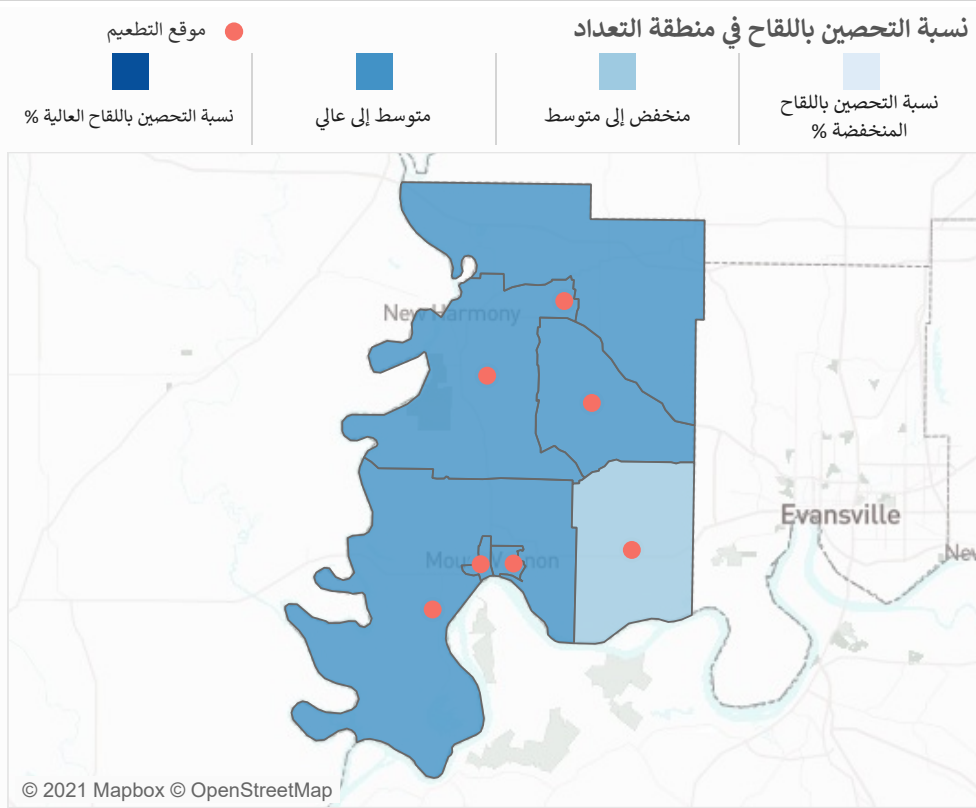 نسبة التحصين باللقاح في منطقة التعداد
موقع التطعيم
نسبة التحصين باللقاح
المنخفضة %
منخفض إلى متوسط
متوسط إلى عالي
نسبة التحصين باللقاح العالية %
New Harmony
Evansville
Mount Vernon
New
© 2021 Mapbox © OpenStreetMap